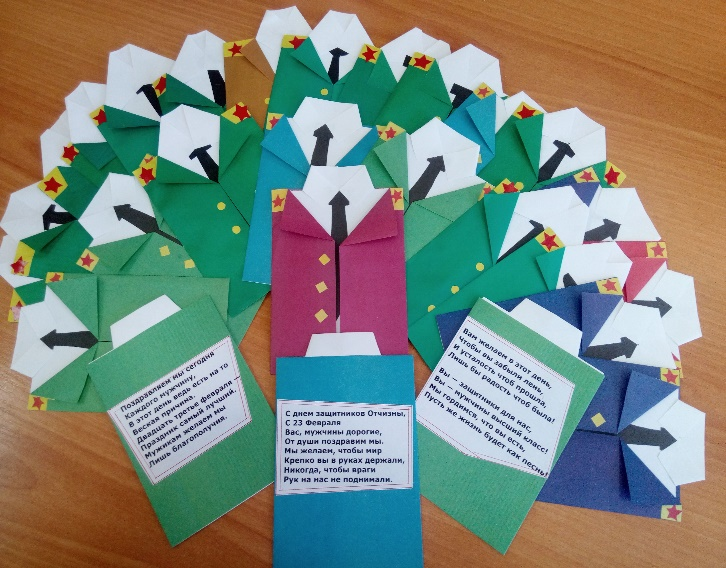 Поздравляем мы сегодня
Каждого мужчину,
В этот день ведь есть на то
Веская причина.
Двадцать третье февраля –
Праздник самый лучший,
Мужикам желаем мы
Лишь благополучия.
С днем защитников Отчизны,
С 23 Февраля
Вас, мужчины дорогие,
От души поздравим мы.
Мы желаем, чтобы мир
Крепко вы в руках держали,
Никогда, чтобы враги
Рук на нас не поднимали.
Вам желаем в этот день,
Чтобы вы забыли лень,
И усталость чтоб прошла,
Лишь бы радость чтоб была!
Вы — защитники для нас,
Вы — мужчины высший класс!
Мы гордимся, что вы есть,
Пусть же жизнь будет как песнь!